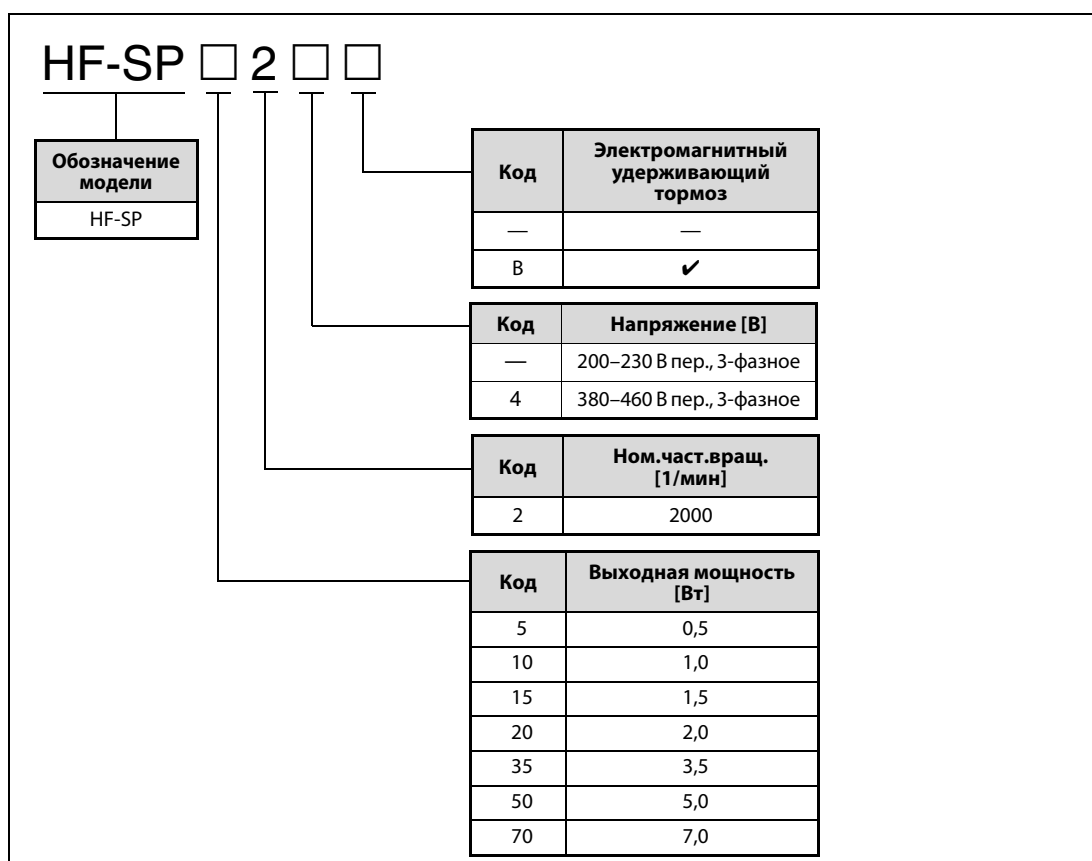 HF-SP □ 2 □ □
Обозначение
модели
HF-SP
Код Электромагнитный
удерживающий
тормоз
— —
B ✔
Код Напряжение [В]
— 200–230 В пер., 3-фазное
4 380–460 В пер., 3-фазное
Код Ном.част.вращ.
[1/мин]
2 2000
Код Выходная мощность
[Вт]
5 0,5
10 1,0
15 1,5
20 2,0
35 3,5
50 5,0
70 7,0